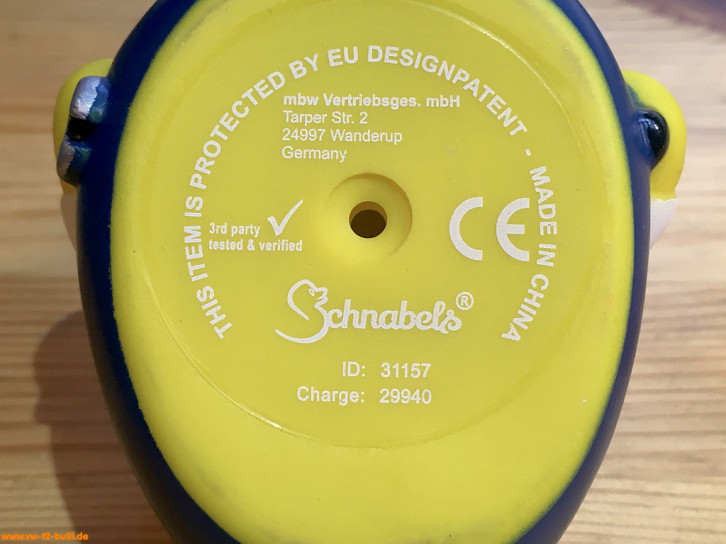 THIS ITEM IS PROTECTED BY EU DESIGNPATENT - MADE IN CHINA
mbw Vertriebsges. mbH
Tarper Str. 2
24997 Wanderup
Germany
3rd party
tested & verified
CE
Schnabels®
ID: 31157
Charge: 29940
www.vw-t2-bulli.de